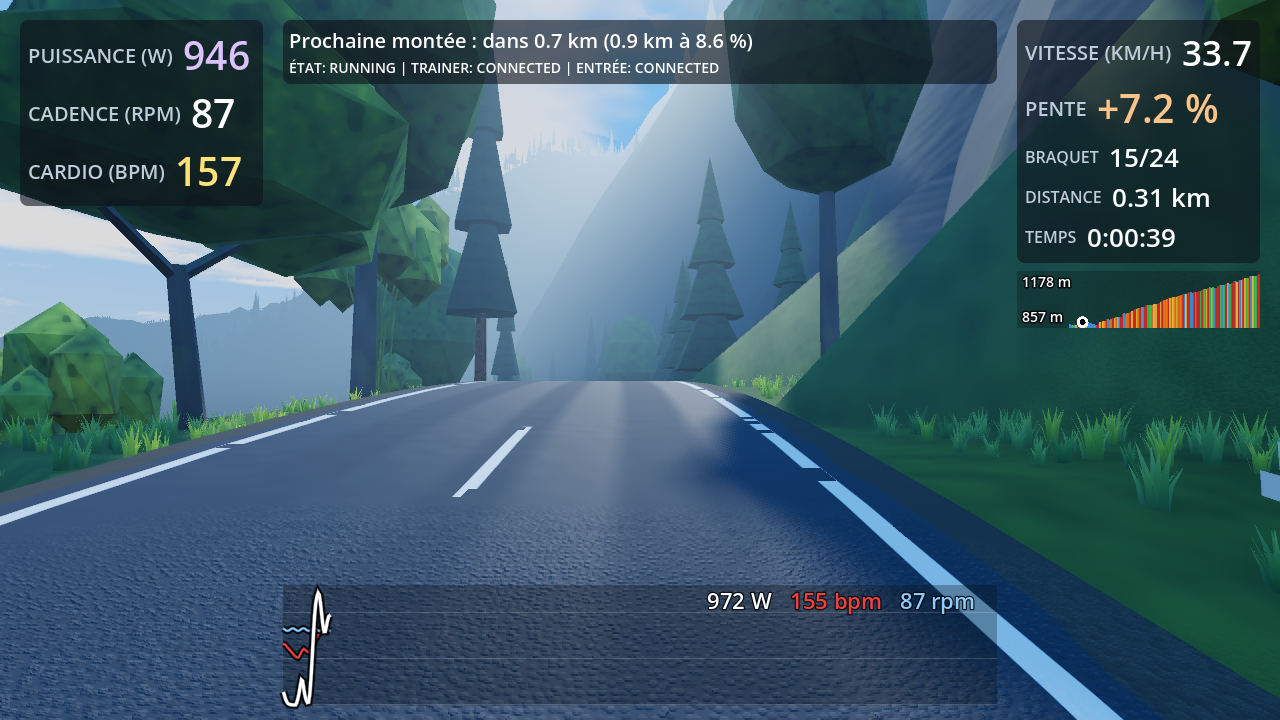 PUISSANCE (W) 946
CADENCE (RPM) 87
CARDIO (BPM) 157
Prochaine montée : dans 0.7 km (0.9 km à 8.6 %)
ÉTAT: RUNNING | TRAINER: CONNECTED | ENTRÉE: CONNECTED
VITESSE (KM/H) 33.7
PENTE +7.2 %
BRAQUET 15/24
DISTANCE 0.31 km
TEMPS 0:00:39
1178 m
857 m
972 W 155 bpm 87 rpm